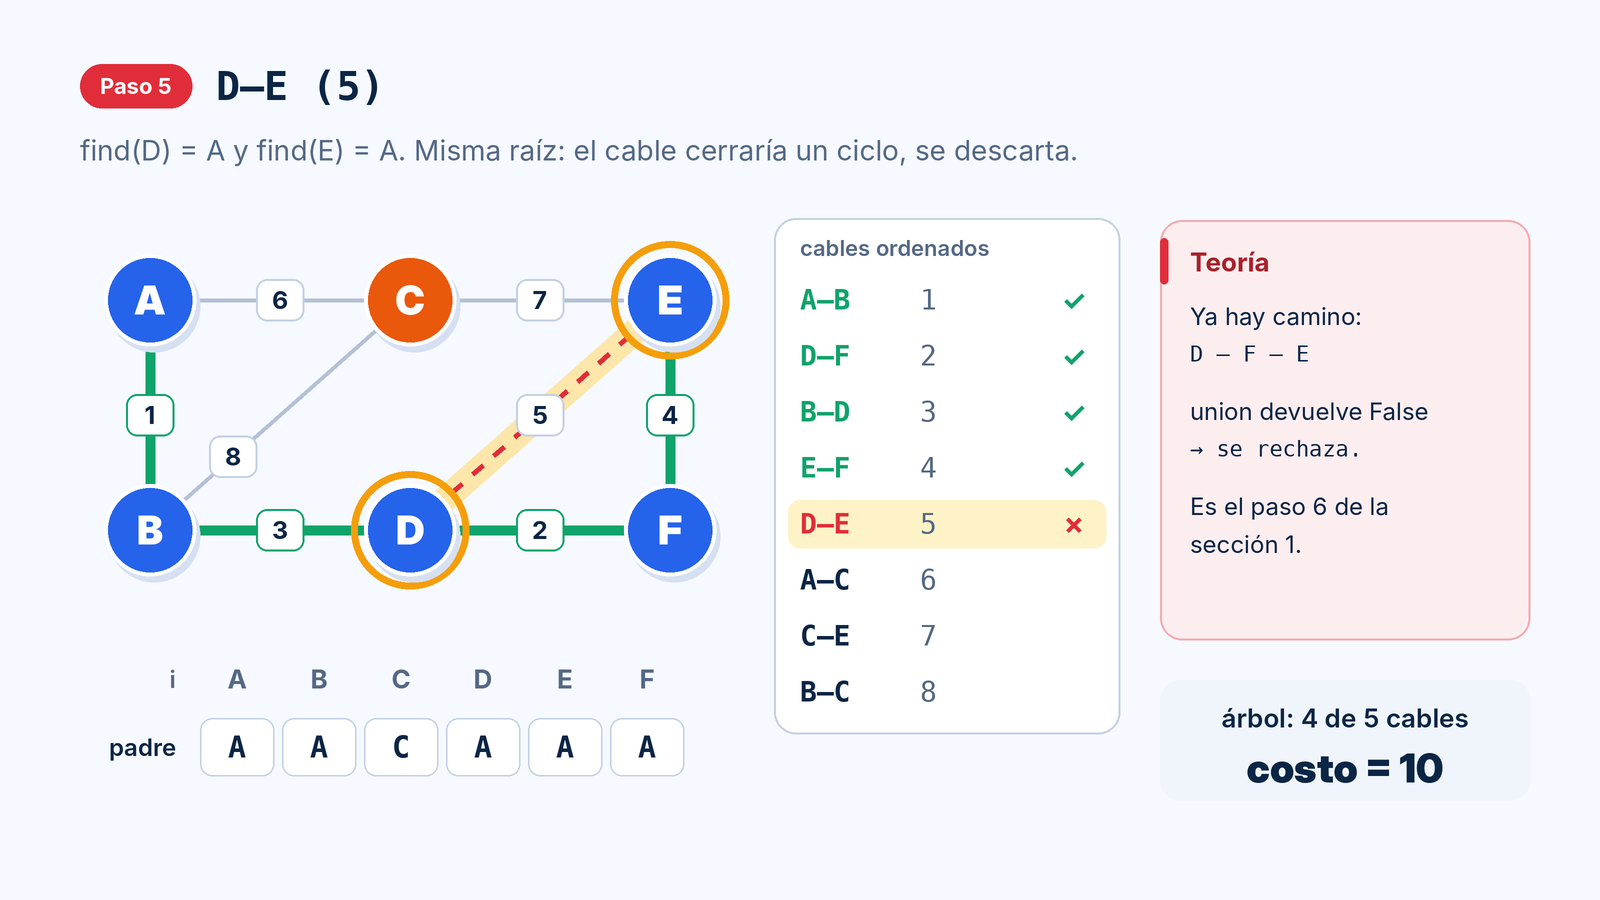 Paso 5
D—E (5)
find(D) = A y find(E) = A. Misma raíz: el cable cerraría un ciclo, se descarta.
A
6
C
7
E
1
8
5
4
B
3
D
2
F
i A B C D E F
padre A A C A A A
cables ordenados
A—B 1 ✓
D—F 2 ✓
B—D 3 ✓
E—F 4 ✓
D—E 5 ×
A—C 6
C—E 7
B—C 8
Teoría
Ya hay camino:
D — F — E
union devuelve False
→ se rechaza.
Es el paso 6 de la
sección 1.
árbol: 4 de 5 cables
costo = 10